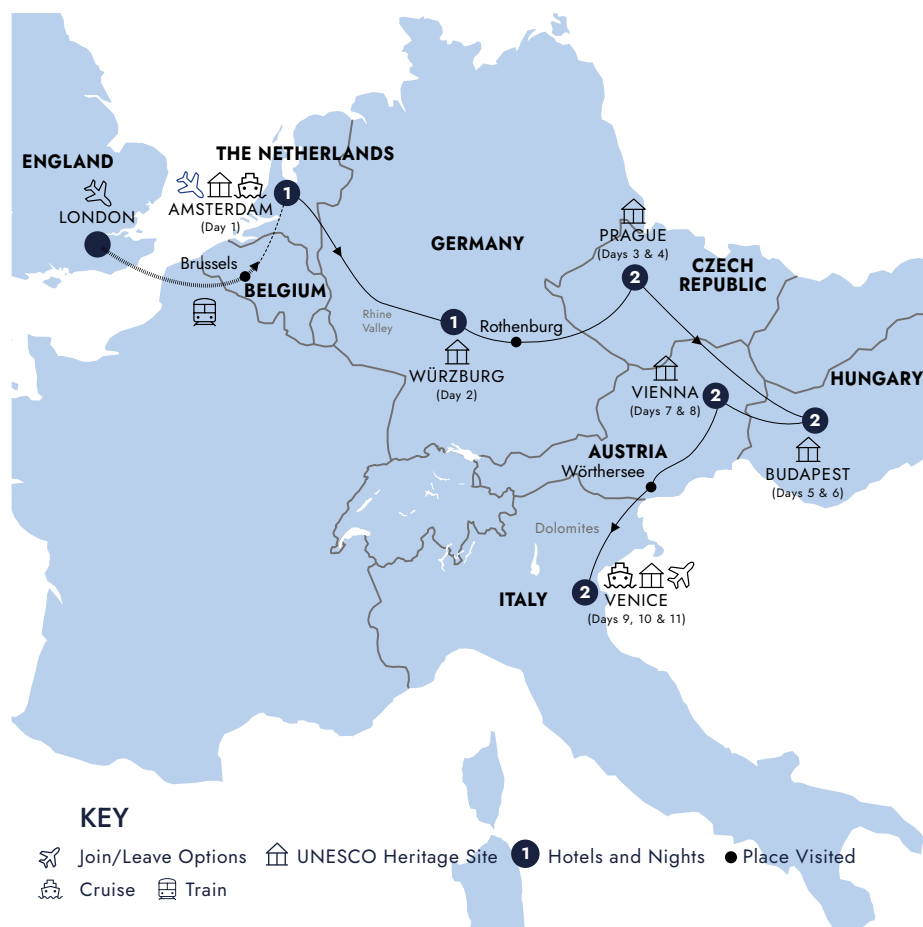 ENGLAND
LONDON
THE NETHERLANDS
AMSTERDAM
(Day 1)
1
Brussels
BELGIUM
GERMANY
Rhine
Valley
1
Rothenburg
WÜRZBURG
(Day 2)
PRAGUE
(Days 3 & 4)
2
CZECH
REPUBLIC
HUNGARY
VIENNA
(Days 7 & 8)
2
2
BUDAPEST
(Days 5 & 6)
AUSTRIA
Wörthersee
Dolomites
ITALY
2
VENICE
(Days 9, 10 & 11)
KEY
Join/Leave Options
UNESCO Heritage Site
1
Hotels and Nights
Place Visited
Cruise
Train